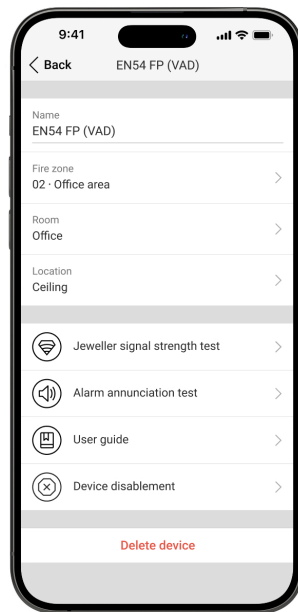 9:41
Back
EN54 FP (VAD)
Name
EN54 FP (VAD)
Fire zone
02 · Office area
Room
Office
Location
Ceiling
Jeweller signal strength test
Alarm annunciation test
User guide
Device disablement
Delete device